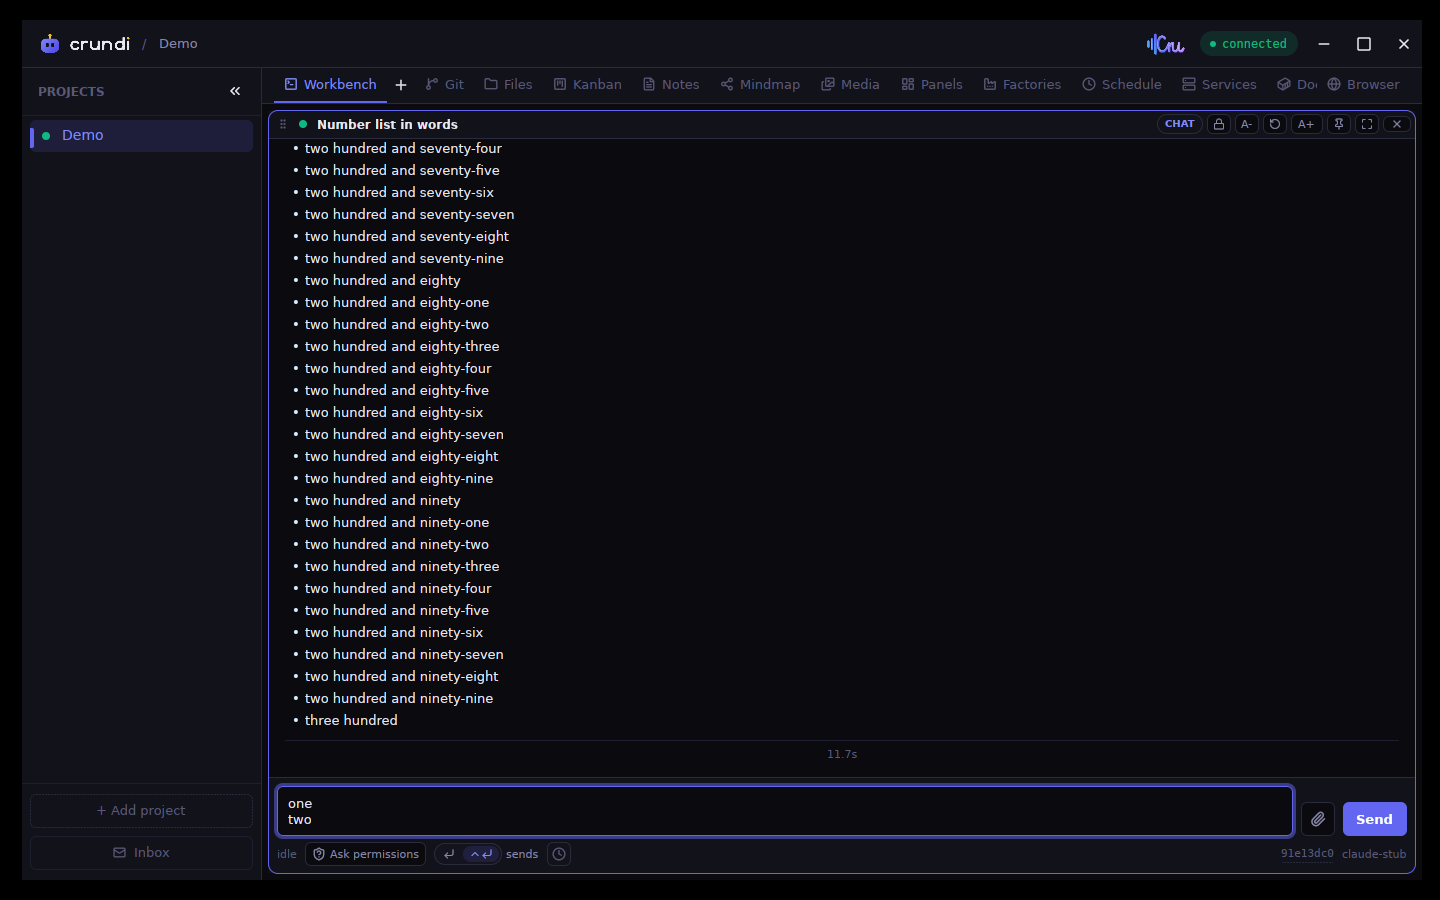 crundi / Demo
Cru
connected
PROJECTS
Workbench
Git
Files
Kanban
Notes
Mindmap
Media
Panels
Factories
Schedule
Services
Doc
Browser
Demo
Number list in words
CHAT
A-
A+
• two hundred and seventy-four
• two hundred and seventy-five
• two hundred and seventy-six
• two hundred and seventy-seven
• two hundred and seventy-eight
• two hundred and seventy-nine
• two hundred and eighty
• two hundred and eighty-one
• two hundred and eighty-two
• two hundred and eighty-three
• two hundred and eighty-four
• two hundred and eighty-five
• two hundred and eighty-six
• two hundred and eighty-seven
• two hundred and eighty-eight
• two hundred and eighty-nine
• two hundred and ninety
• two hundred and ninety-one
• two hundred and ninety-two
• two hundred and ninety-three
• two hundred and ninety-four
• two hundred and ninety-five
• two hundred and ninety-six
• two hundred and ninety-seven
• two hundred and ninety-eight
• two hundred and ninety-nine
• three hundred
11.7s
one
two
Send
idle
Ask permissions
sends
91e13dc0 claude-stub
+ Add project
Inbox